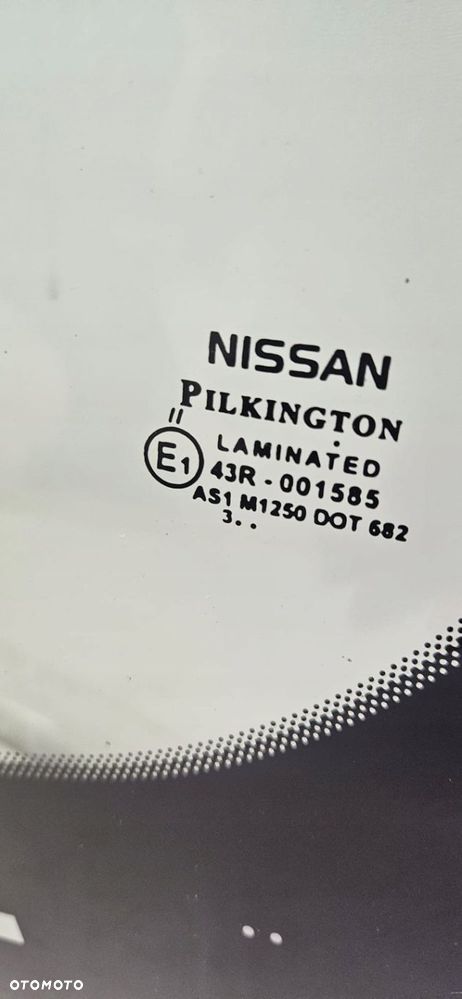 NISSAN
PILKINGTON
LAMINATED
E1 43R - 001585
AS1 M1250 DOT 682
3..
OTOMOTO